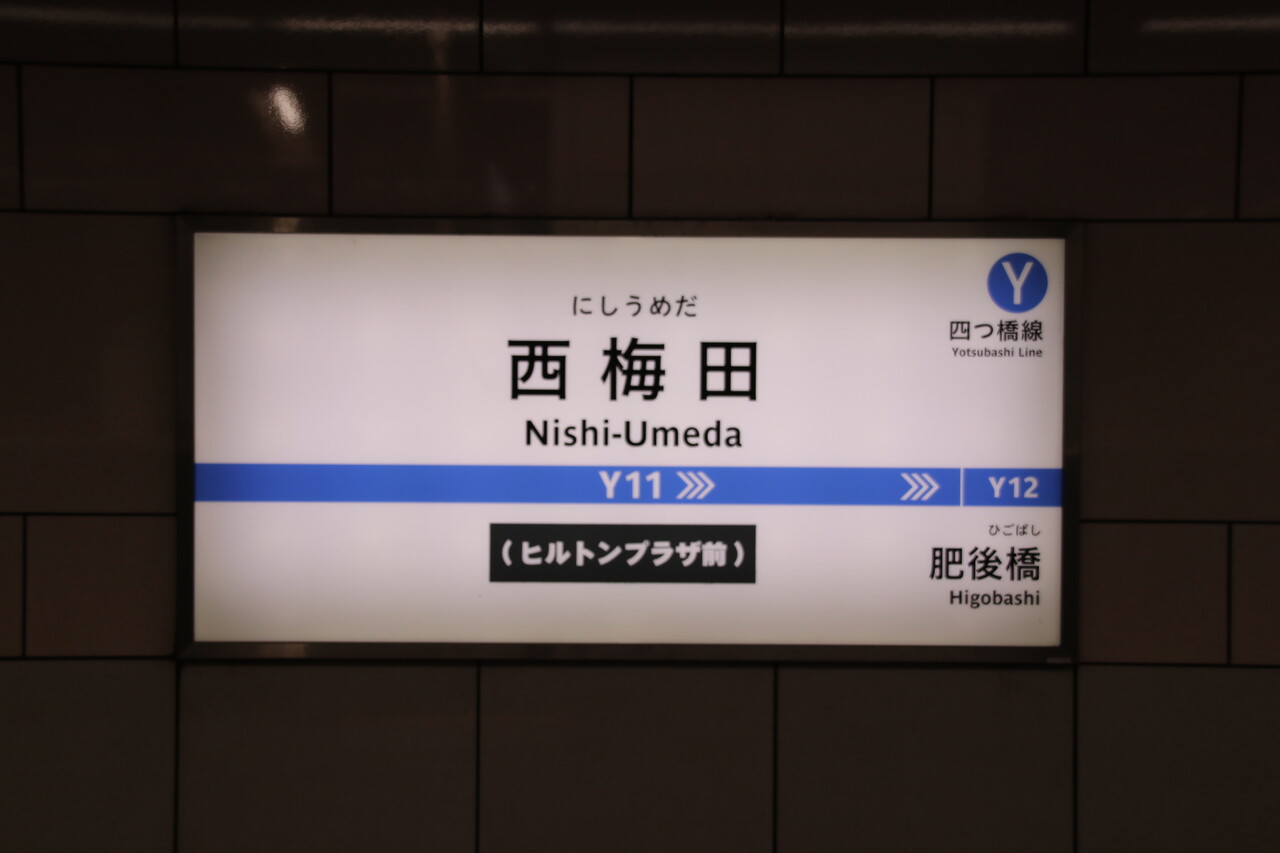 にしうめだ
西梅田
Nishi-Umeda
Y
四つ橋線
Yotsubashi Line
Y11
Y12
(ヒルトンプラザ前)
ひごばし
肥後橋
Higobashi